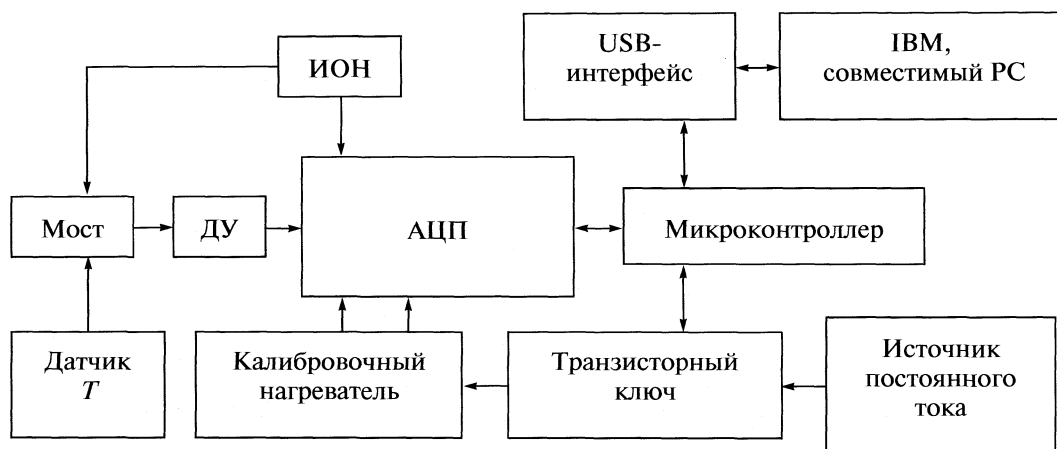 ИОН
USB-
интерфейс
IBM,
совместимый PC
Мост
ДУ
АЦП
Микроконтроллер
Датчик
T
Калибровочный
нагреватель
Транзисторный
ключ
Источник
постоянного
тока